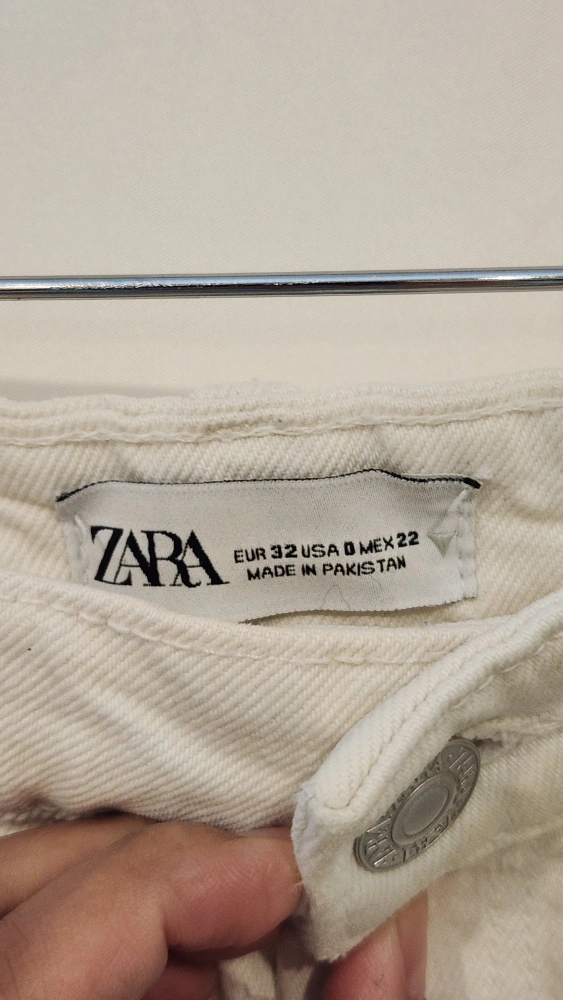 ZARA
EUR 32 USA 0 MEX 22
MADE IN PAKISTAN